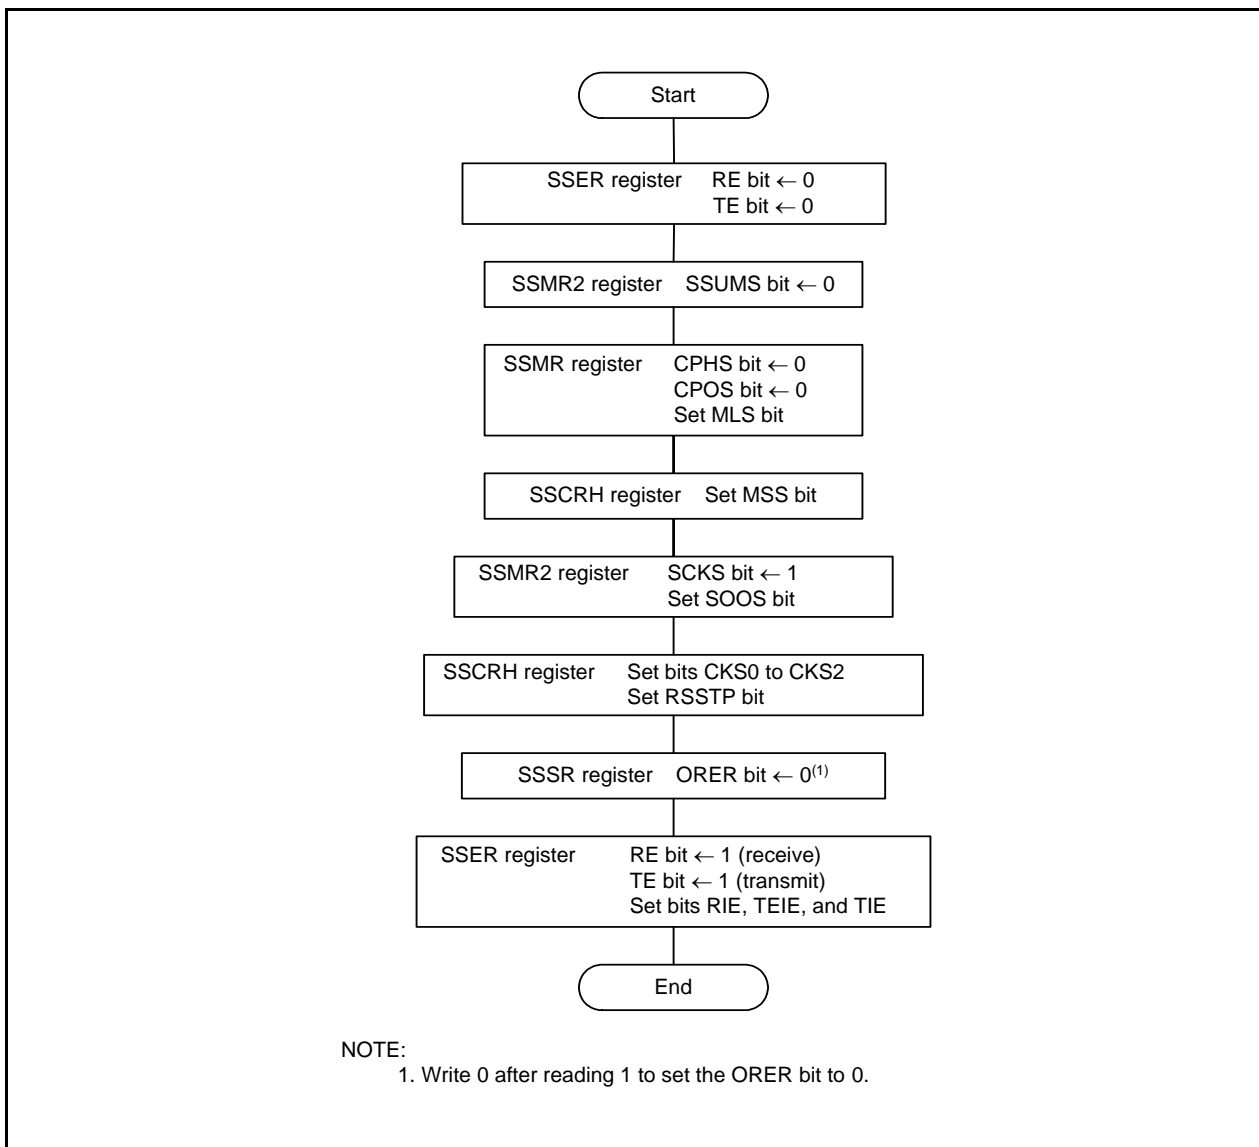 Start
SSER register RE bit ← 0
TE bit ← 0
SSMR2 register SSUMS bit ← 0
SSMR register CPHS bit ← 0
CPOS bit ← 0
Set MLS bit
SSCRH register Set MSS bit
SSMR2 register SCKS bit ← 1
Set SOOS bit
SSCRH register Set bits CKS0 to CKS2
Set RSSTP bit
SSSR register ORER bit ← 0(1)
SSER register RE bit ← 1 (receive)
TE bit ← 1 (transmit)
Set bits RIE, TEIE, and TIE
End
NOTE:
1. Write 0 after reading 1 to set the ORER bit to 0.